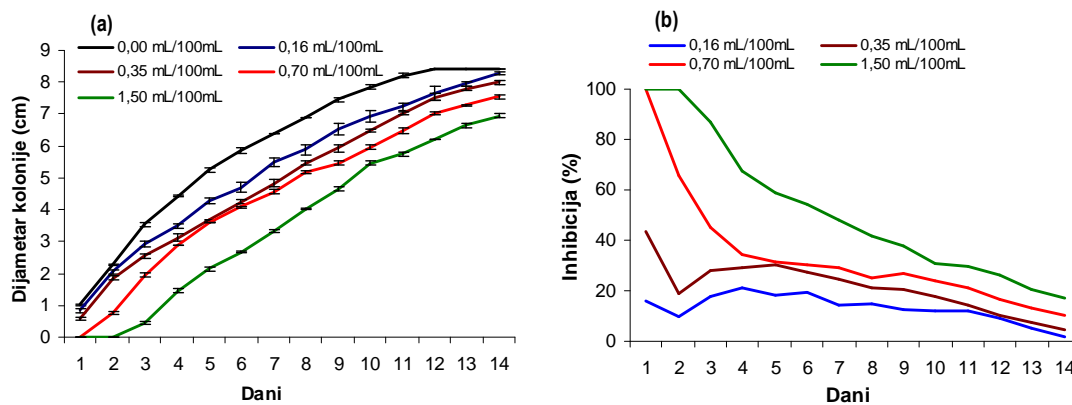 (a)
0,00 mL/100mL 0,16 mL/100mL
0,35 mL/100mL 0,70 mL/100mL
1,50 mL/100mL
Dijametar kolonije (cm)
9
8
7
6
5
4
3
2
1
0
1 2 3 4 5 6 7 8 9 10 11 12 13 14
Dani
(b)
0,16 mL/100mL 0,35 mL/100mL
0,70 mL/100mL 1,50 mL/100mL
Inhibicija (%)
100
80
60
40
20
0
1 2 3 4 5 6 7 8 9 10 11 12 13 14
Dani